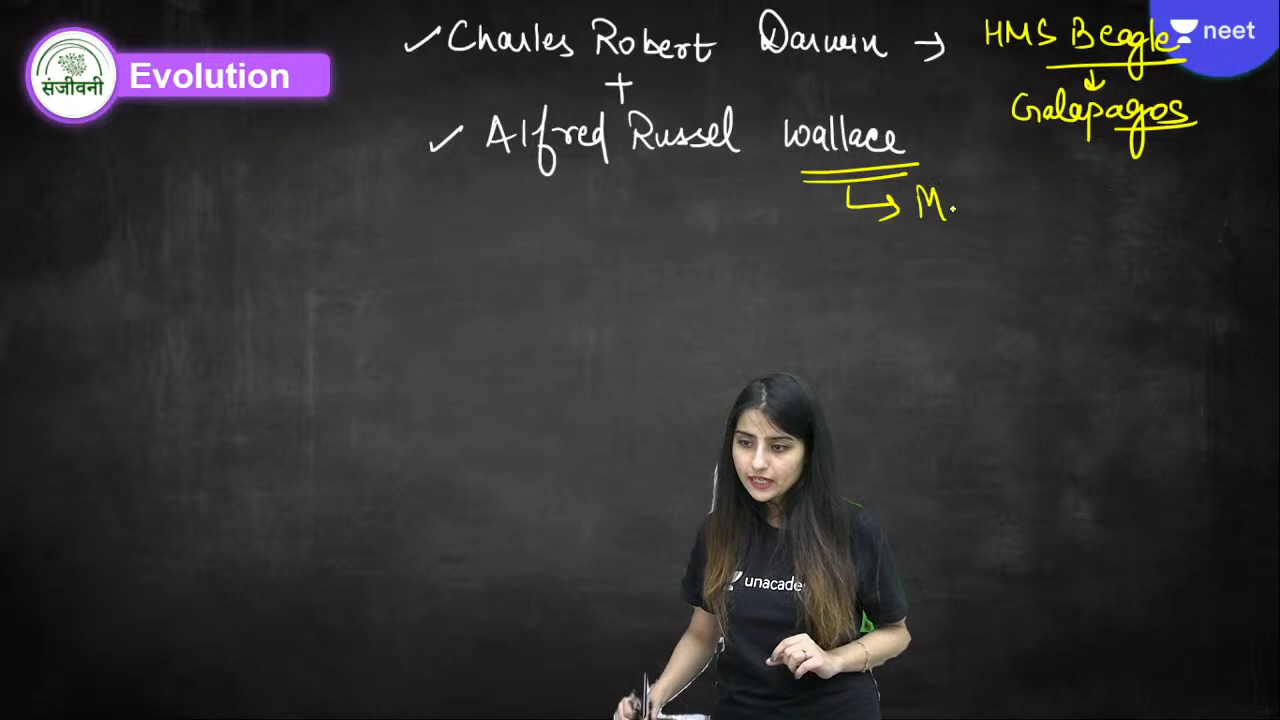 Charles Robert Darwin → HMS Beagle
neet
संजीवनी
Evolution
+
↓
Galapagos
Alfred Russel Wallace
→ M.
unacade